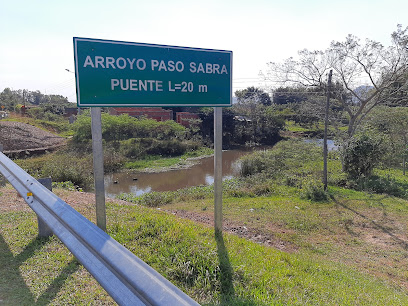 ARROYO PASO SABRA
PUENTE L=20 m